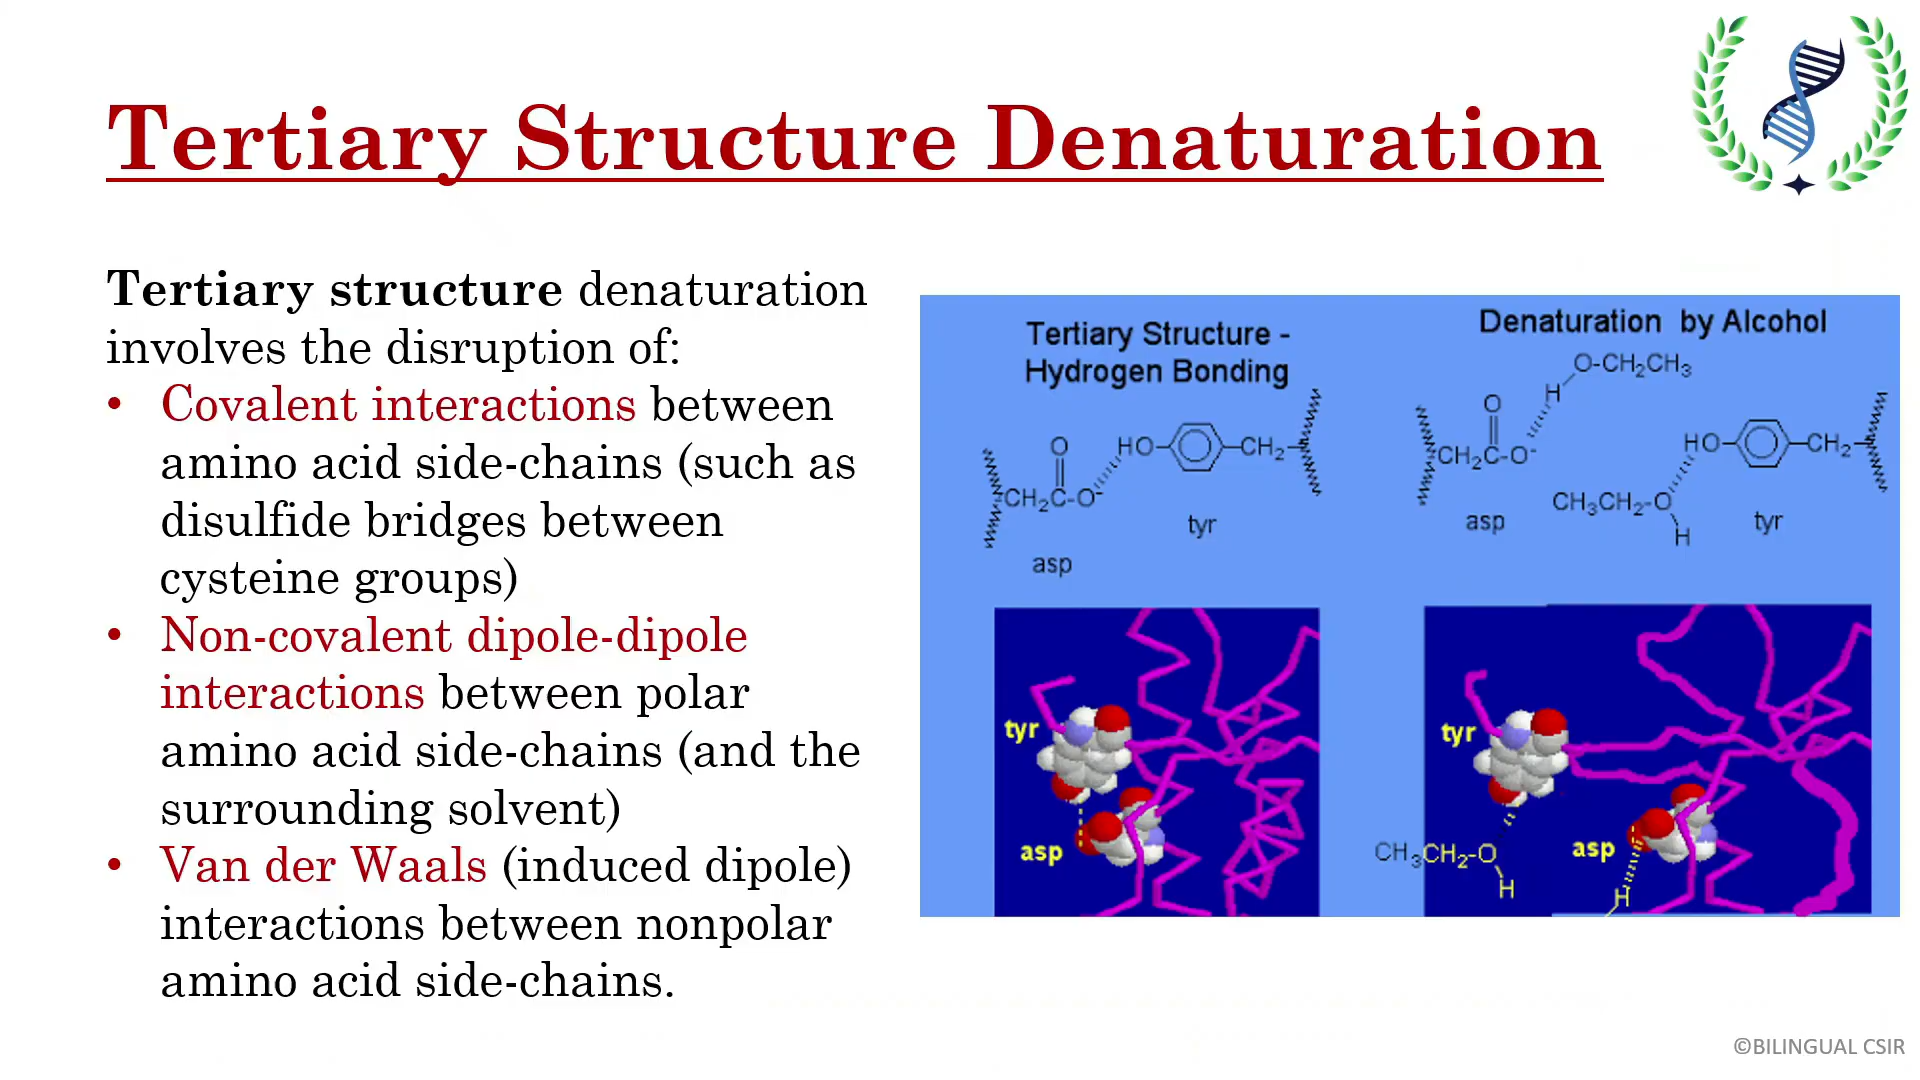 Tertiary Structure Denaturation
Tertiary structure denaturation
involves the disruption of:
• Covalent interactions between
amino acid side-chains (such as
disulfide bridges between
cysteine groups)
• Non-covalent dipole-dipole
interactions between polar
amino acid side-chains (and the
surrounding solvent)
• Van der Waals (induced dipole)
interactions between nonpolar
amino acid side-chains.
Tertiary Structure -
Hydrogen Bonding
O
HO
CH₂
CH₂C-O⁻
tyr
asp
Denaturation by Alcohol
O-CH₂CH₃
H
O
HO
CH₂
CH₂C-O⁻
CH₃CH₂-O
H
asp
tyr
tyr
asp
tyr
CH₃CH₂-O
H
asp
H
©BILINGUAL CSIR